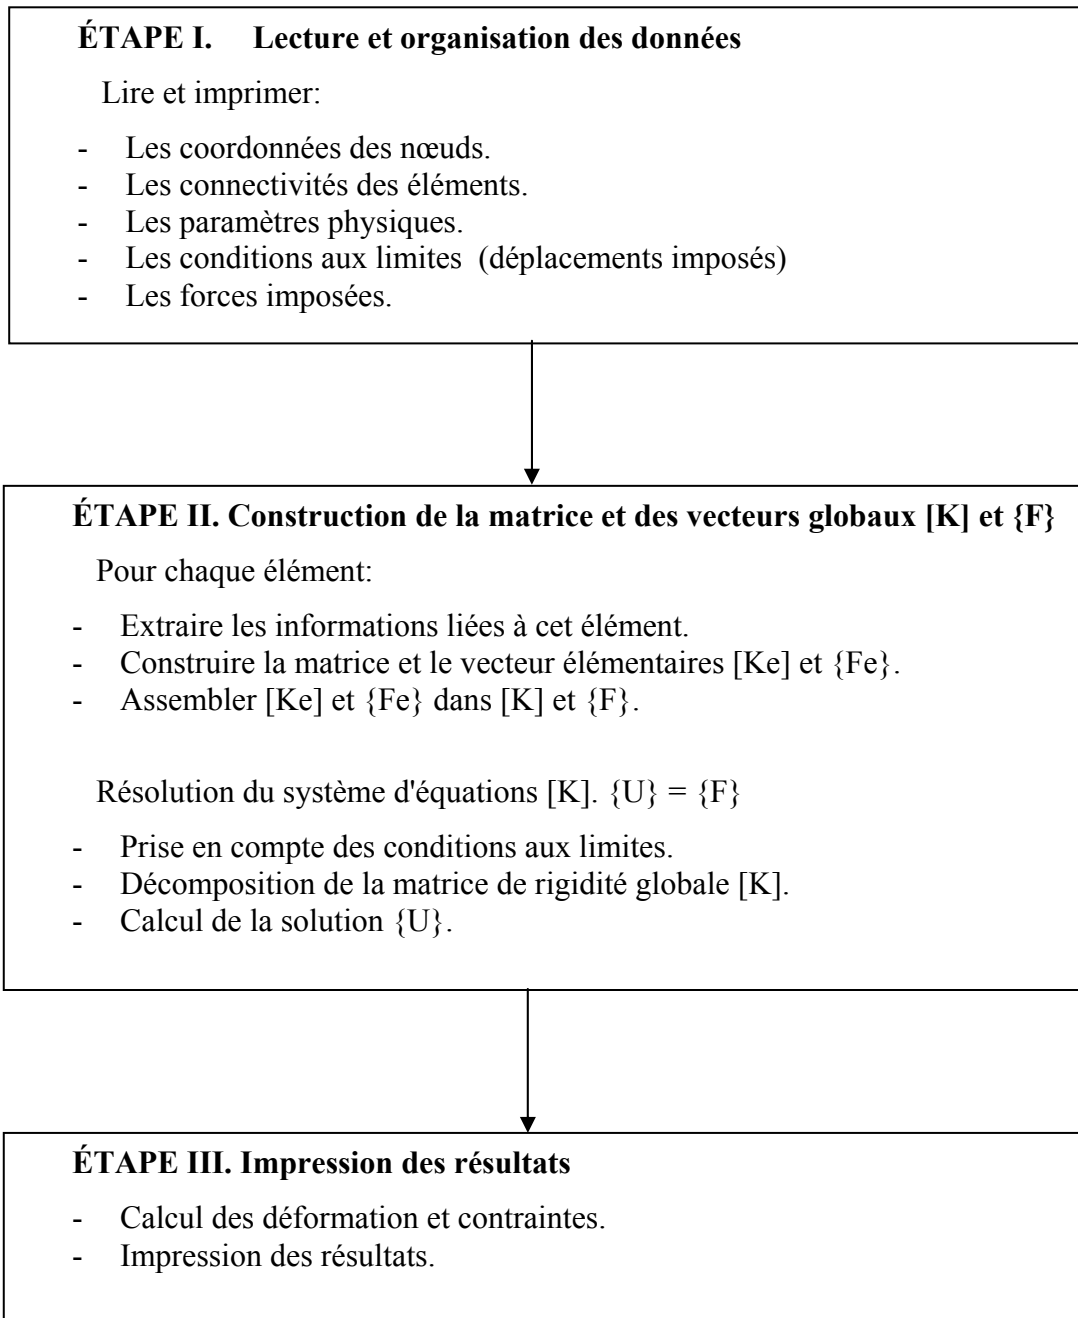 ÉTAPE I. Lecture et organisation des données
Lire et imprimer:
- Les coordonnées des nœuds.
- Les connectivités des éléments.
- Les paramètres physiques.
- Les conditions aux limites (déplacements imposés)
- Les forces imposées.
ÉTAPE II. Construction de la matrice et des vecteurs globaux [K] et {F}
Pour chaque élément:
- Extraire les informations liées à cet élément.
- Construire la matrice et le vecteur élémentaires [Ke] et {Fe}.
- Assembler [Ke] et {Fe} dans [K] et {F}.
Résolution du système d'équations [K]. {U} = {F}
- Prise en compte des conditions aux limites.
- Décomposition de la matrice de rigidité globale [K].
- Calcul de la solution {U}.
ÉTAPE III. Impression des résultats
- Calcul des déformation et contraintes.
- Impression des résultats.